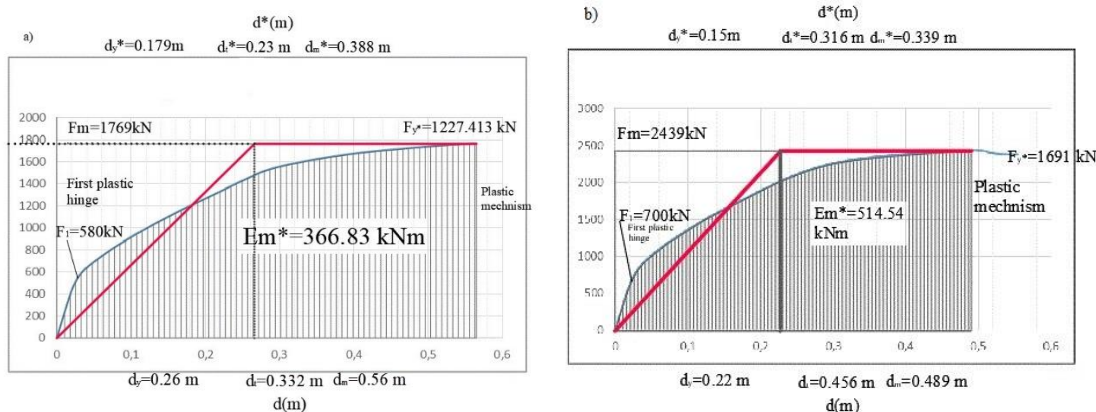 a)
d*(m)
dy*=0.179m dt*=0.23 m dm*=0.388 m
2000
1800
1600
1400
1200
1000
800
600
400
200
0
Fm=1769kN
Fy*=1227.413 kN
First plastic
hinge
F1=580kN
Em*=366.83 kNm
Plastic
mechnism
0 0,1 0,2 0,3 0,4 0,5 0,6
dy=0.26 m dt=0.332 m dm=0.56 m
d(m)
b)
d*(m)
dy*=0.15m dt*=0.316 m dm*=0.339 m
3000
2500
2000
1500
1000
500
0
Fm=2439kN
Fy*=1691 kN
F1=700kN
First plastic
hinge
Em*=514.54
kNm
Plastic
mechnism
0 0,1 0,2 0,3 0,4 0,5 0,6
dy=0.22 m dt=0.456 m dm=0.489 m
d(m)